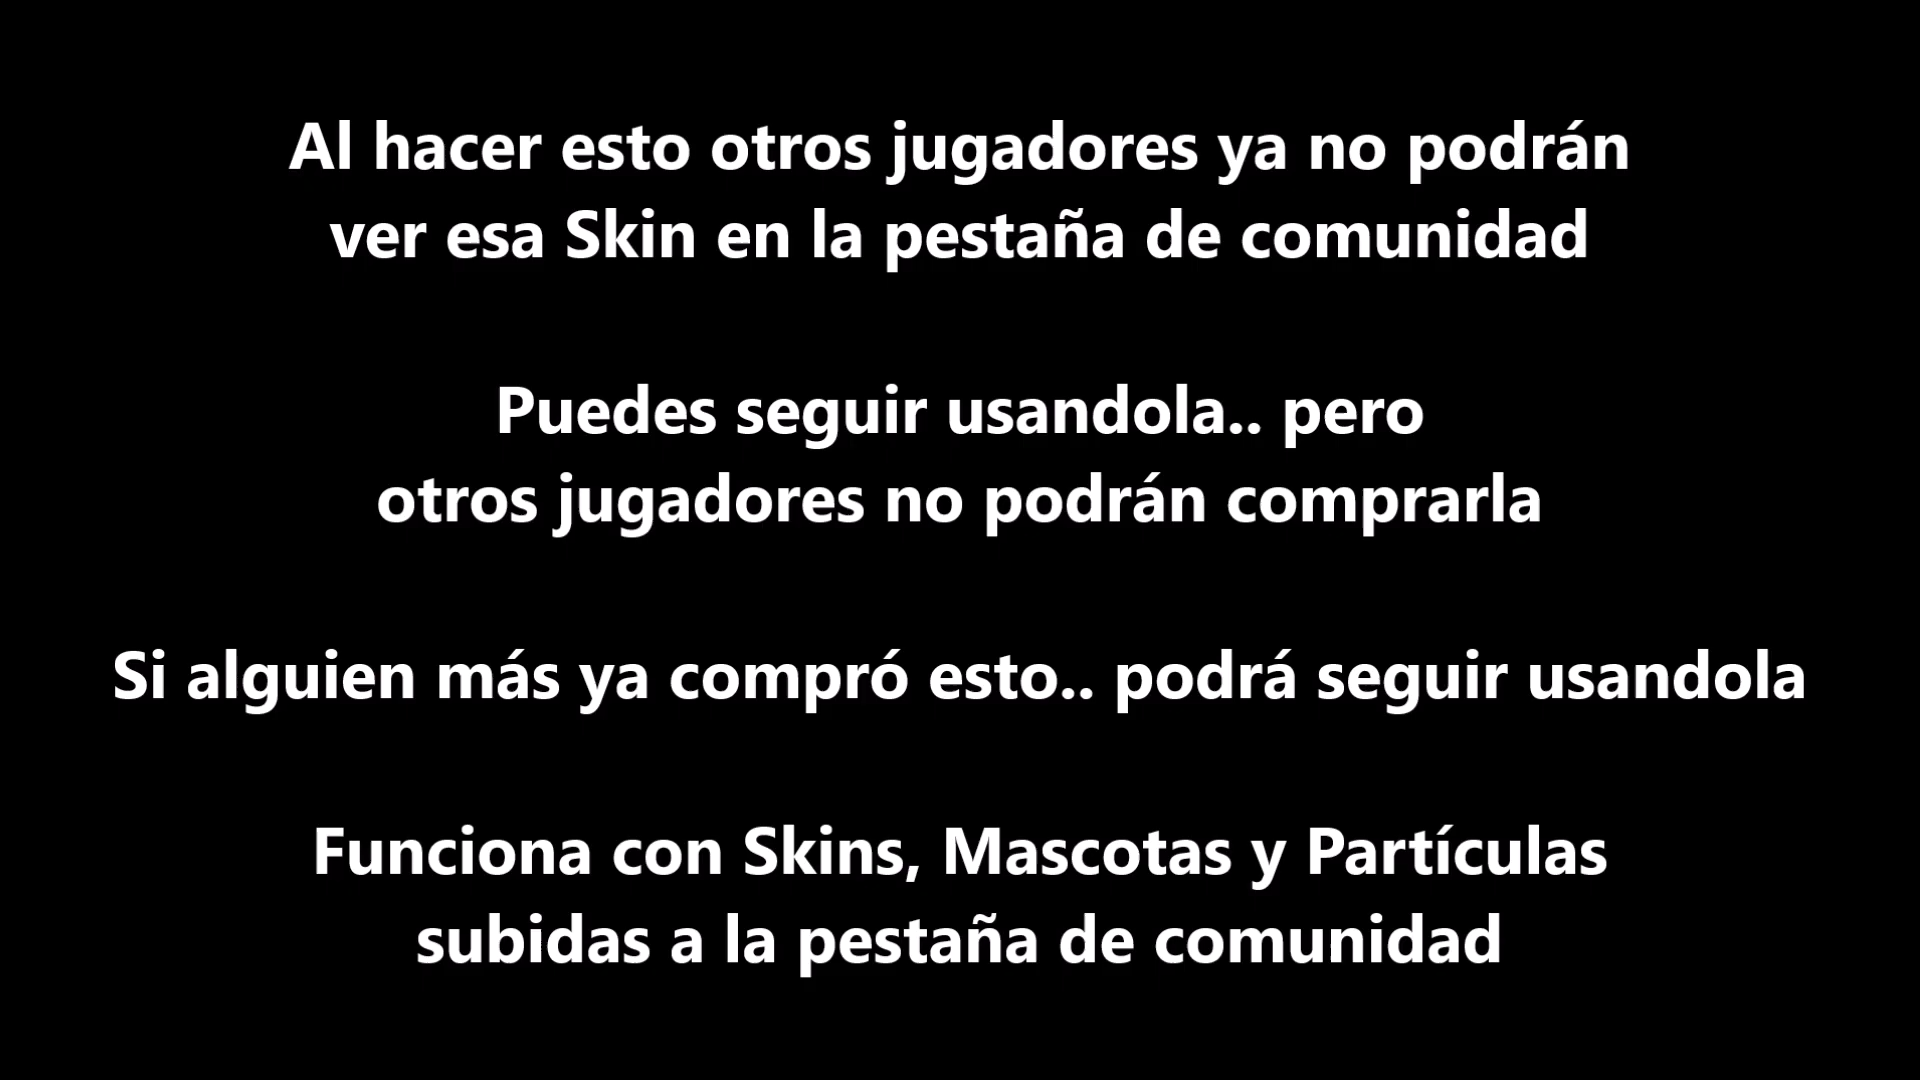 Al hacer esto otros jugadores ya no podrán
ver esa Skin en la pestaña de comunidad
Puedes seguir usandola.. pero
otros jugadores no podrán comprarla
Si alguien más ya compró esto.. podrá seguir usandola
Funciona con Skins, Mascotas y Partículas
subidas a la pestaña de comunidad